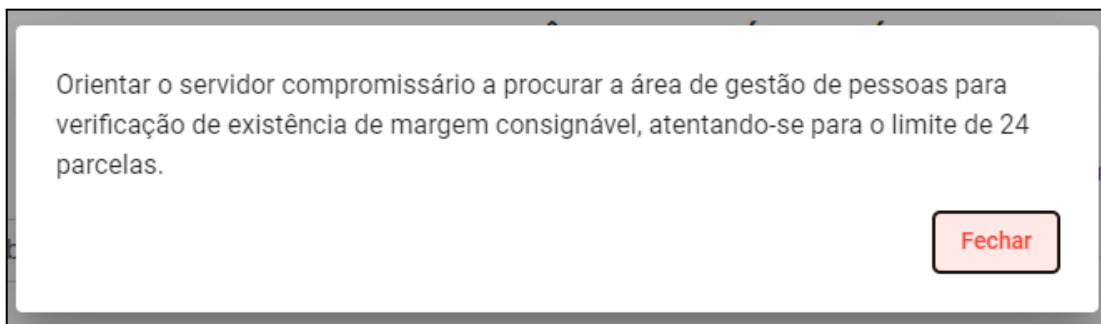 Orientar o servidor compromissário a procurar a área de gestão de pessoas para
verificação de existência de margem consignável, atentando-se para o limite de 24
parcelas.
Fechar